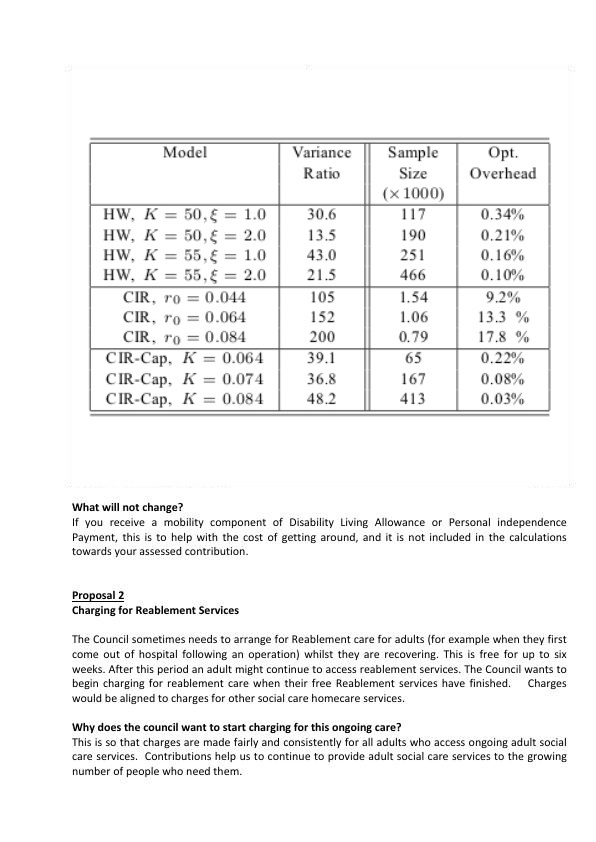 Model Variance Sample Opt.
Ratio Size Overhead
(×1000)
HW, K = 50, ξ = 1.0 30.6 117 0.34%
HW, K = 50, ξ = 2.0 13.5 190 0.21%
HW, K = 55, ξ = 1.0 43.0 251 0.16%
HW, K = 55, ξ = 2.0 21.5 466 0.10%
CIR, r₀ = 0.044 105 1.54 9.2%
CIR, r₀ = 0.064 152 1.06 13.3 %
CIR, r₀ = 0.084 200 0.79 17.8 %
CIR-Cap, K = 0.064 39.1 65 0.22%
CIR-Cap, K = 0.074 36.8 167 0.08%
CIR-Cap, K = 0.084 48.2 413 0.03%
What will not change?
If you receive a mobility component of Disability Living Allowance or Personal independence
Payment, this is to help with the cost of getting around, and it is not included in the calculations
towards your assessed contribution.
Proposal 2
Charging for Reablement Services
The Council sometimes needs to arrange for Reablement care for adults (for example when they first
come out of hospital following an operation) whilst they are recovering. This is free for up to six
weeks. After this period an adult might continue to access reablement services. The Council wants to
begin charging for reablement care when their free Reablement services have finished. Charges
would be aligned to charges for other social care homecare services.
Why does the council want to start charging for this ongoing care?
This is so that charges are made fairly and consistently for all adults who access ongoing adult social
care services. Contributions help us to continue to provide adult social care services to the growing
number of people who need them.